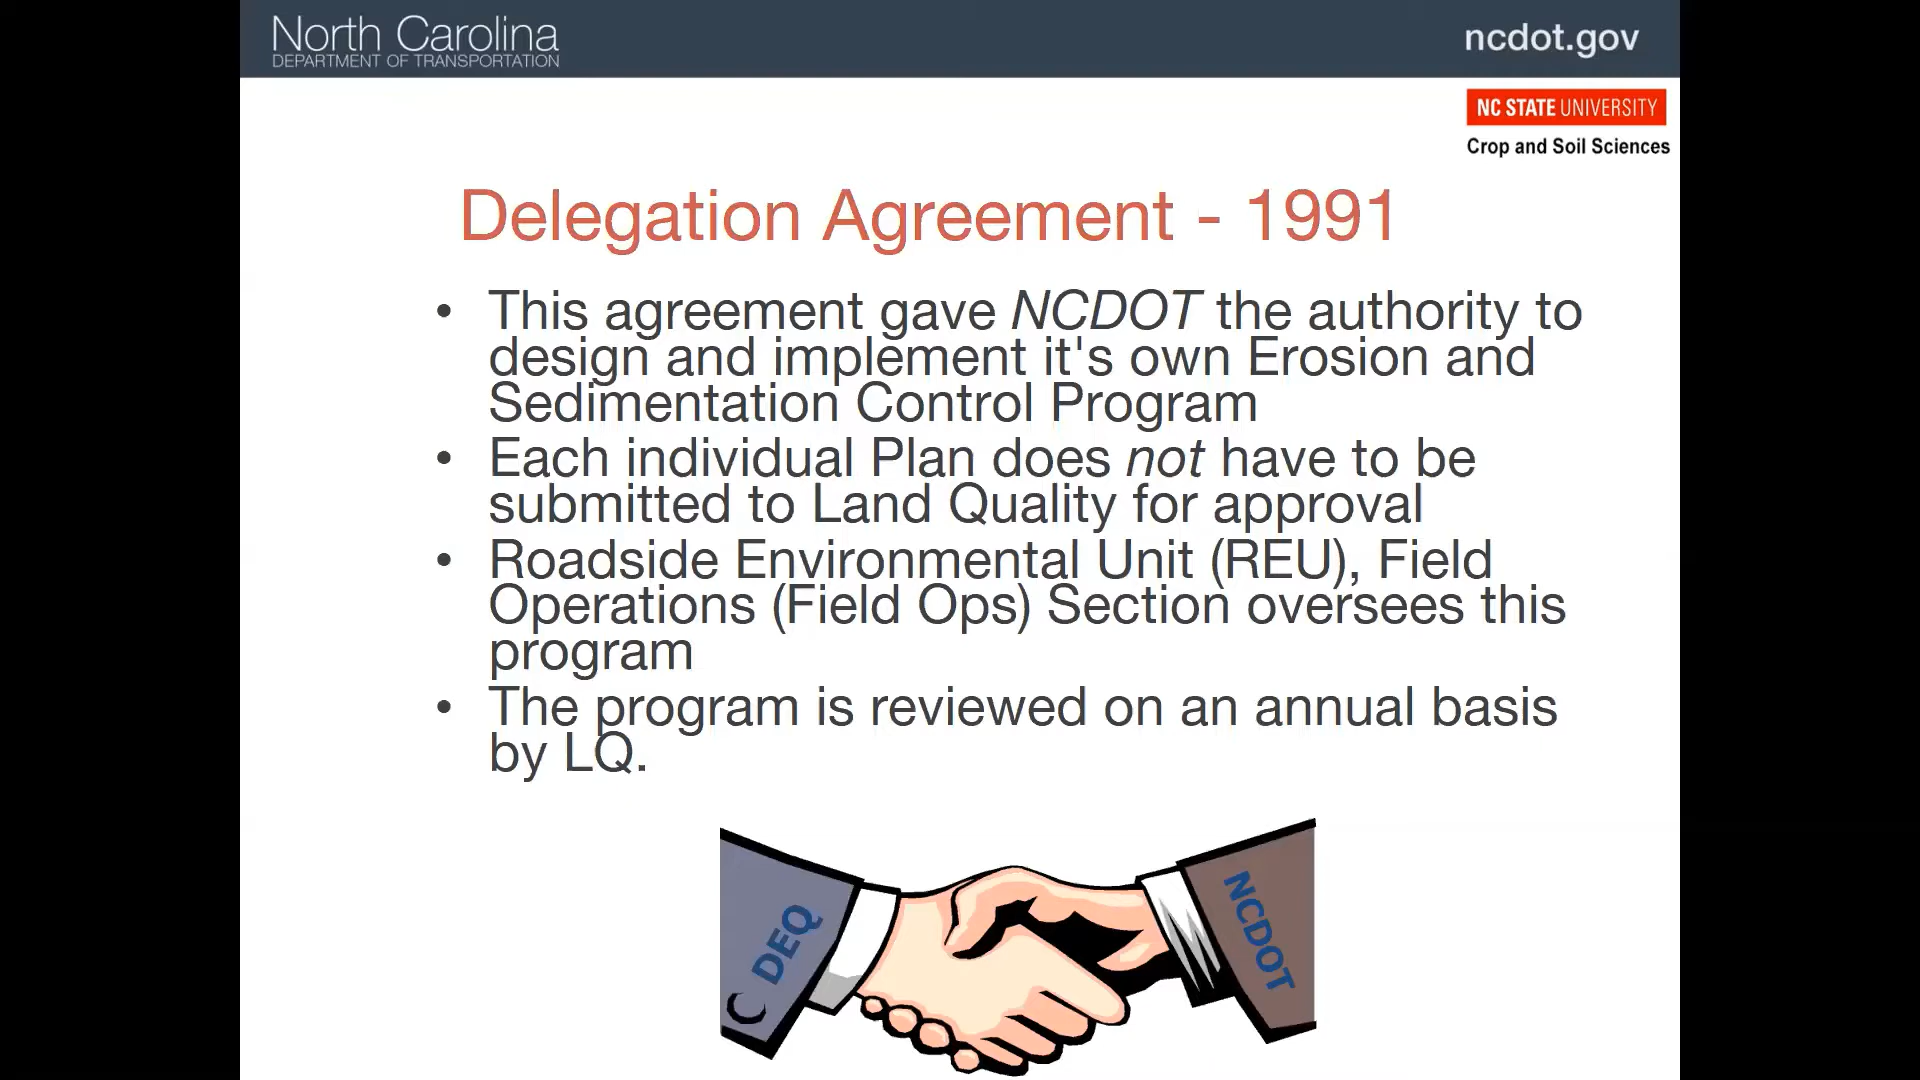 North Carolina
DEPARTMENT OF TRANSPORTATION
ncdot.gov
NC STATE UNIVERSITY
Crop and Soil Sciences
Delegation Agreement - 1991
• This agreement gave NCDOT the authority to
design and implement it's own Erosion and
Sedimentation Control Program
• Each individual Plan does not have to be
submitted to Land Quality for approval
• Roadside Environmental Unit (REU), Field
Operations (Field Ops) Section oversees this
program
• The program is reviewed on an annual basis
by LQ.
DEQ
NCDOT